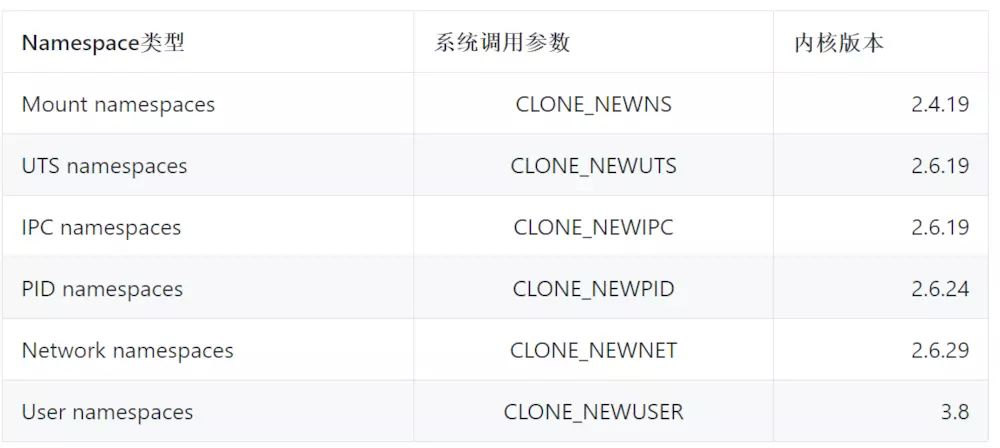 Namespace类型 系统调用参数 内核版本
Mount namespaces CLONE_NEWNS 2.4.19
UTS namespaces CLONE_NEWUTS 2.6.19
IPC namespaces CLONE_NEWIPC 2.6.19
PID namespaces CLONE_NEWPID 2.6.24
Network namespaces CLONE_NEWNET 2.6.29
User namespaces CLONE_NEWUSER 3.8